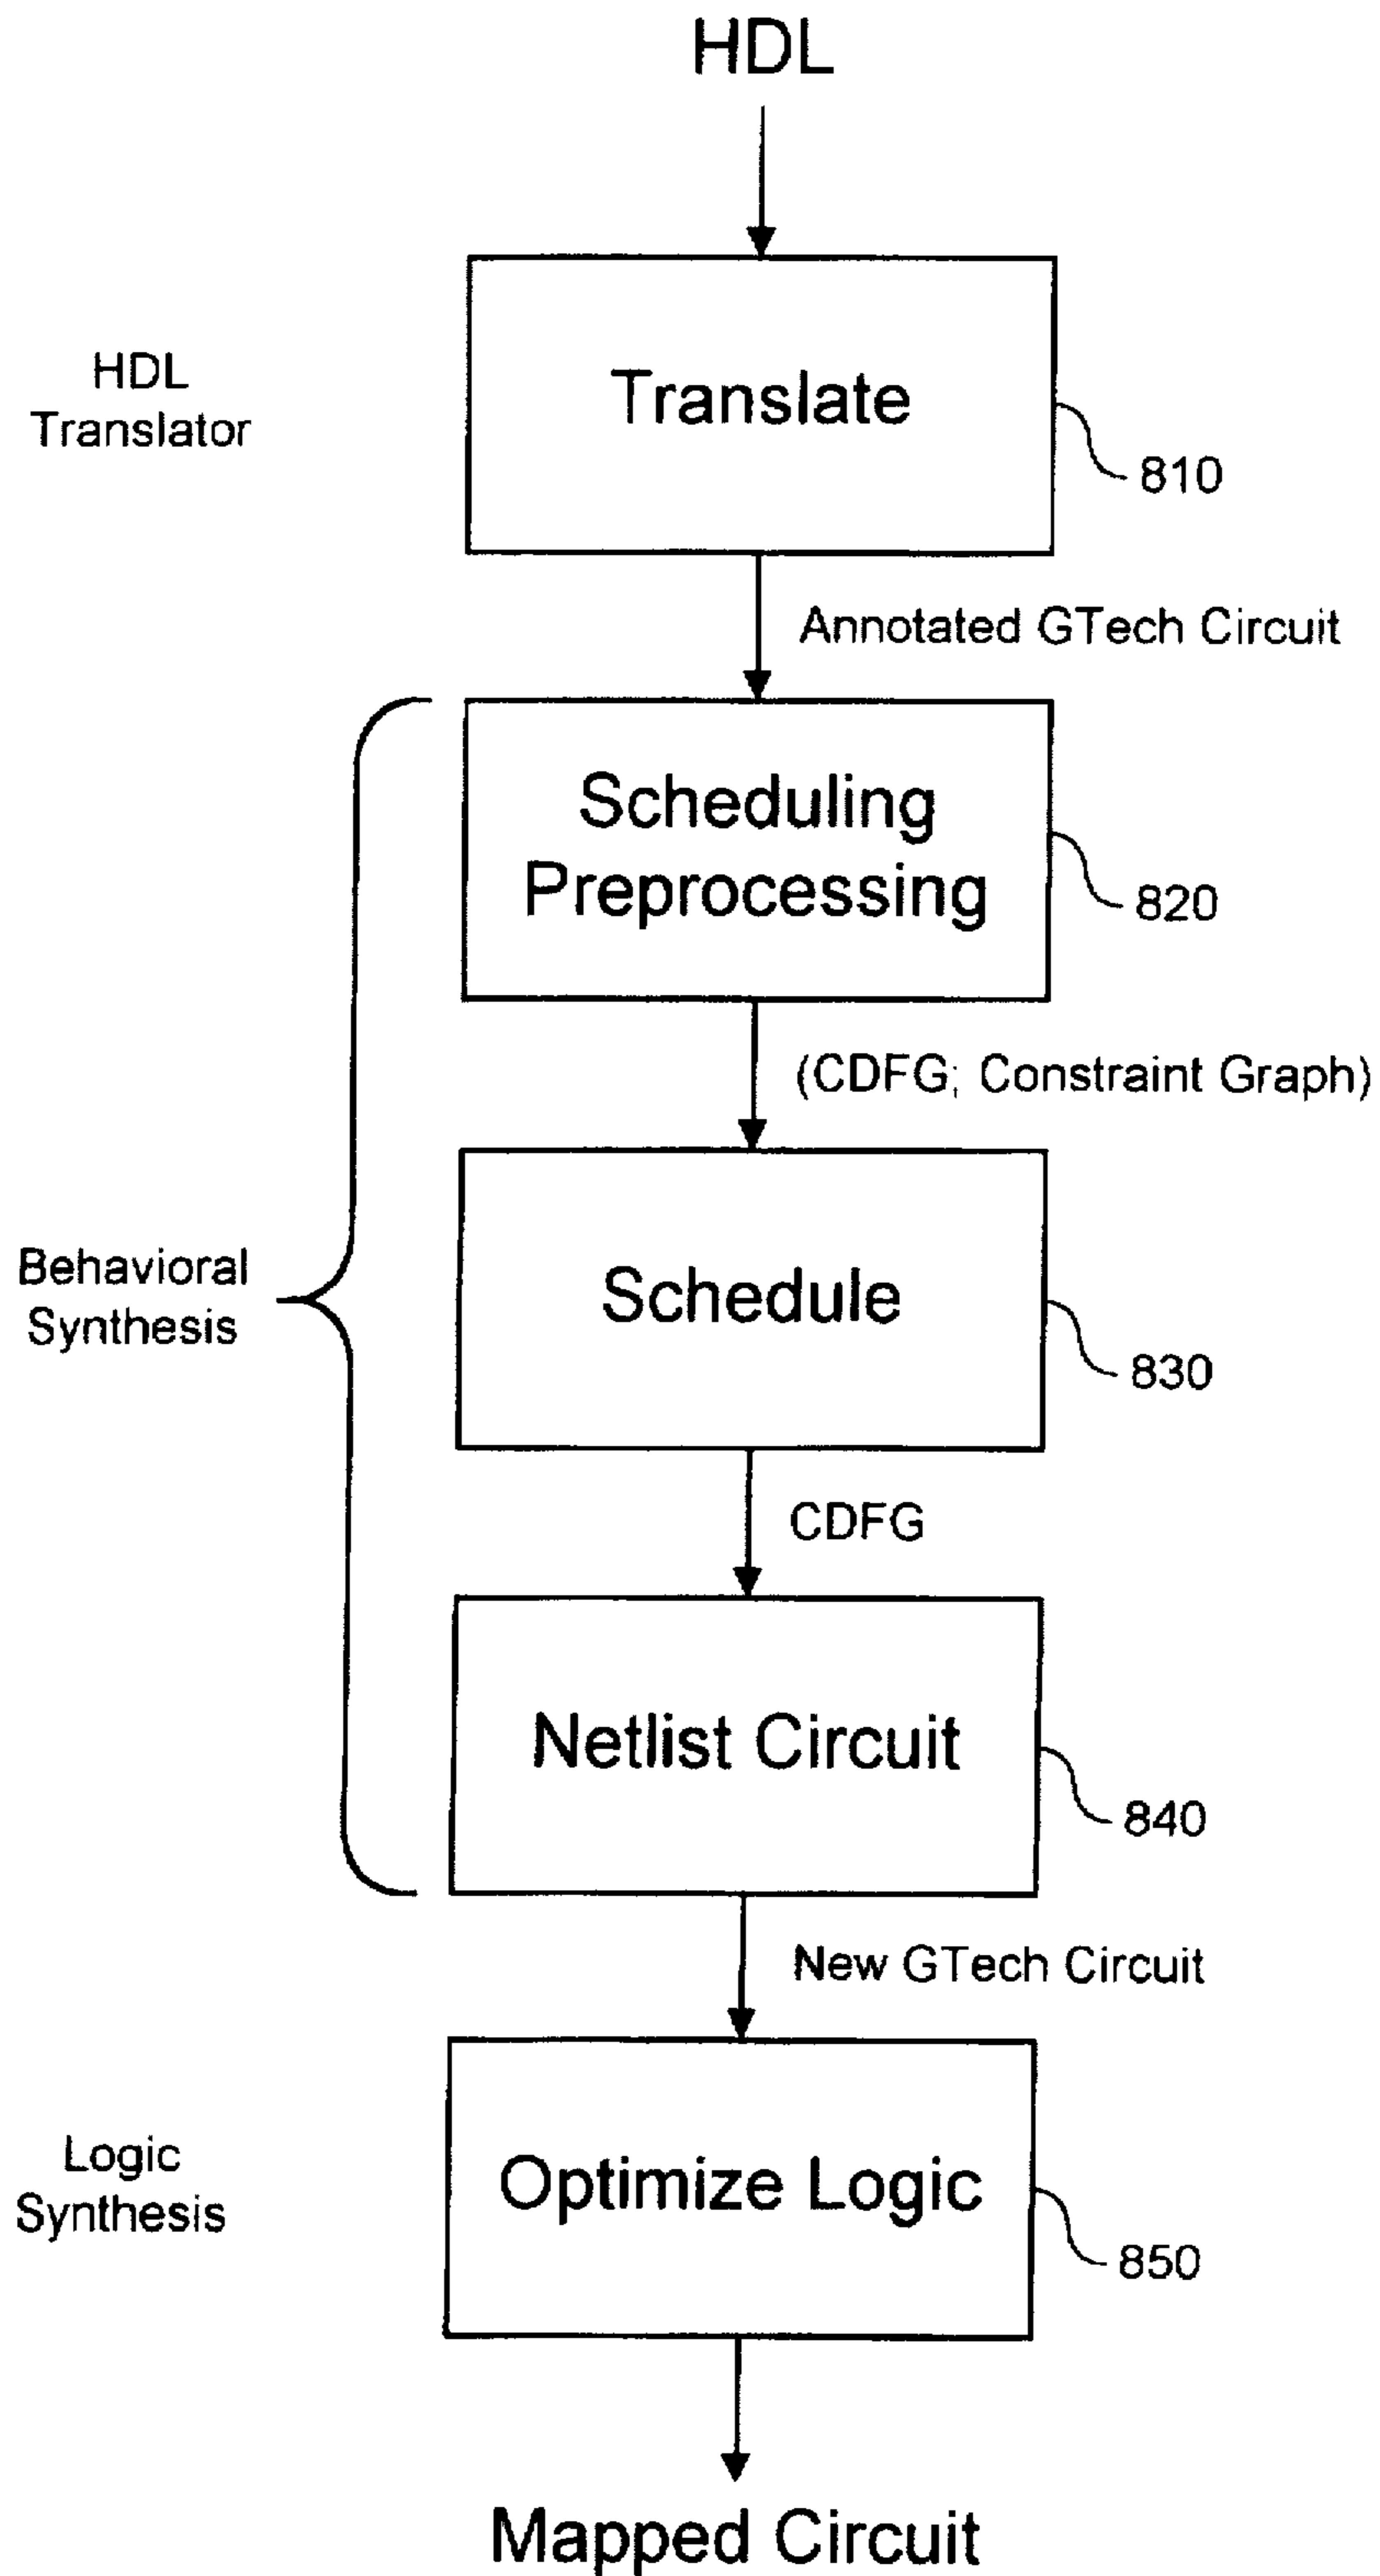 HDL
HDL
Translator
Translate
810
Annotated GTech Circuit
Scheduling
Preprocessing
820
(CDFG; Constraint Graph)
Behavioral
Synthesis
Schedule
830
CDFG
Netlist Circuit
840
New GTech Circuit
Logic
Synthesis
Optimize Logic
850
Mapped Circuit